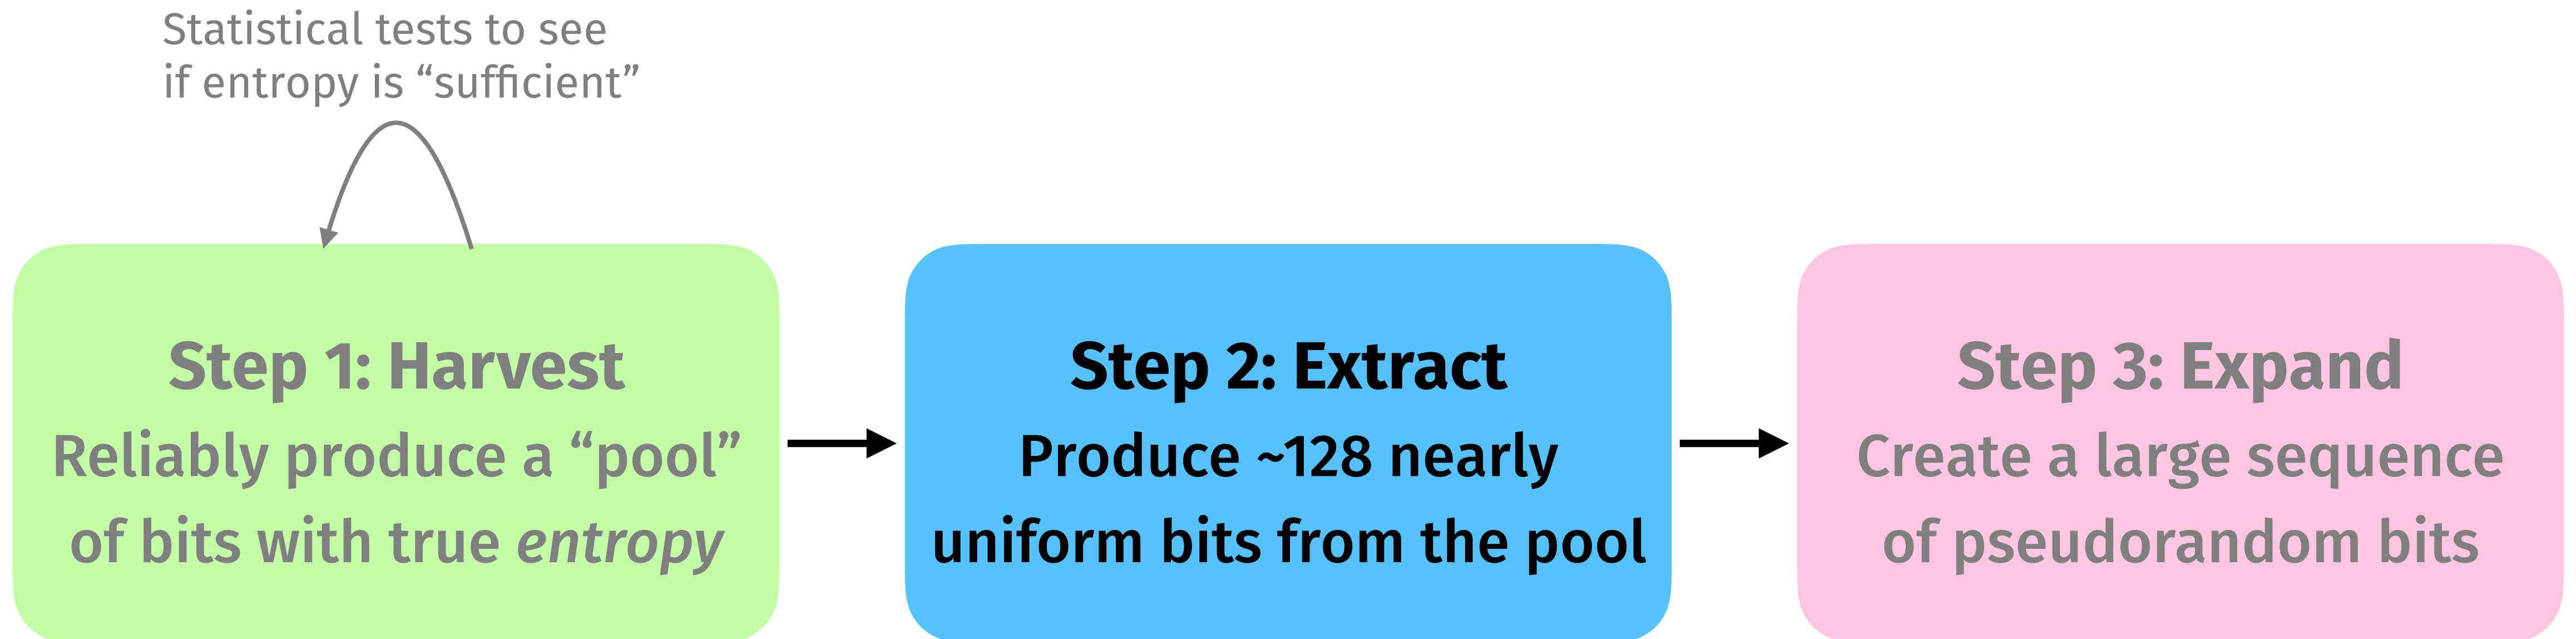 Statistical tests to see
if entropy is “sufficient”
Step 1: Harvest
Reliably produce a “pool”
of bits with true entropy
Step 2: Extract
Produce ~128 nearly
uniform bits from the pool
Step 3: Expand
Create a large sequence
of pseudorandom bits